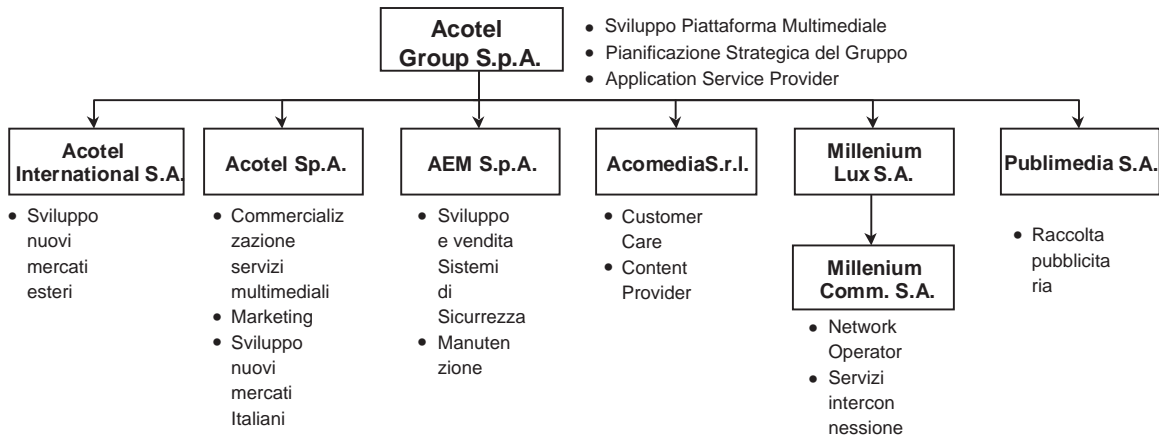 Acotel
Group S.p.A.
• Sviluppo Piattaforma Multimediale
• Pianificazione Strategica del Gruppo
• Application Service Provider
Acotel
International S.A.
• Sviluppo
nuovi
mercati
esteri
Acotel Sp.A.
• Commercializ
zazione
servizi
multimediali
• Marketing
• Sviluppo
nuovi
mercati
Italiani
AEM S.p.A.
• Sviluppo
e vendita
Sistemi
di
Sicurrezza
• Manuten
zione
AcomediaS.r.l.
• Customer
Care
• Content
Provider
Millenium
Lux S.A.
Millenium
Comm. S.A.
• Network
Operator
• Servizi
intercon
nessione
Publimedia S.A.
• Raccolta
pubblicita
ria